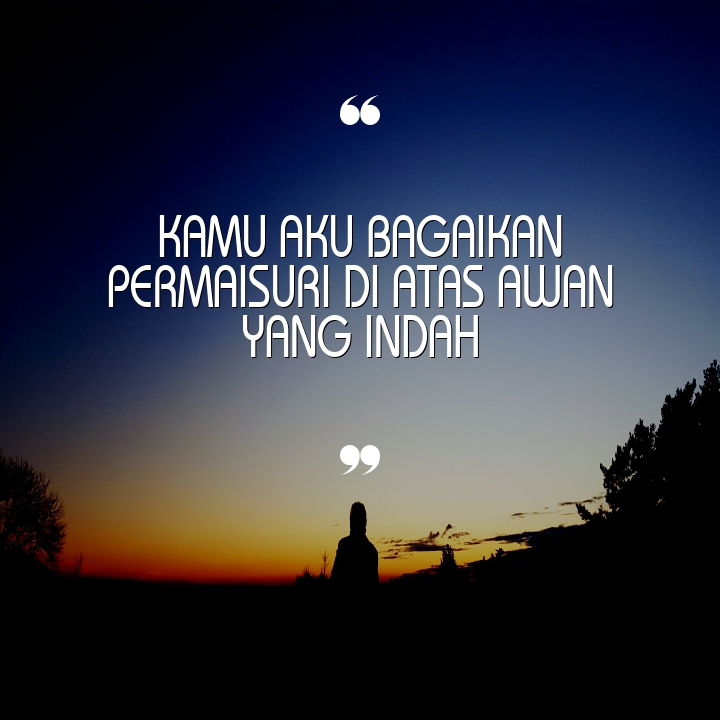 “
KAMU AKU BAGAIKAN
PERMAISURI DI ATAS AWAN
YANG INDAH
”